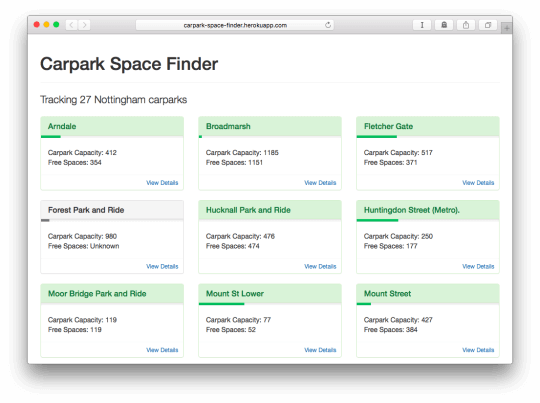 carpark-space-finder.herokuapp.com
Carpark Space Finder
Tracking 27 Nottingham carparks
Arndale
Carpark Capacity: 412
Free Spaces: 354
View Details
Broadmarsh
Carpark Capacity: 1185
Free Spaces: 1151
View Details
Fletcher Gate
Carpark Capacity: 517
Free Spaces: 371
View Details
Forest Park and Ride
Carpark Capacity: 980
Free Spaces: Unknown
View Details
Hucknall Park and Ride
Carpark Capacity: 476
Free Spaces: 474
View Details
Huntingdon Street (Metro).
Carpark Capacity: 250
Free Spaces: 177
View Details
Moor Bridge Park and Ride
Carpark Capacity: 119
Free Spaces: 119
View Details
Mount St Lower
Carpark Capacity: 77
Free Spaces: 52
View Details
Mount Street
Carpark Capacity: 427
Free Spaces: 384
View Details